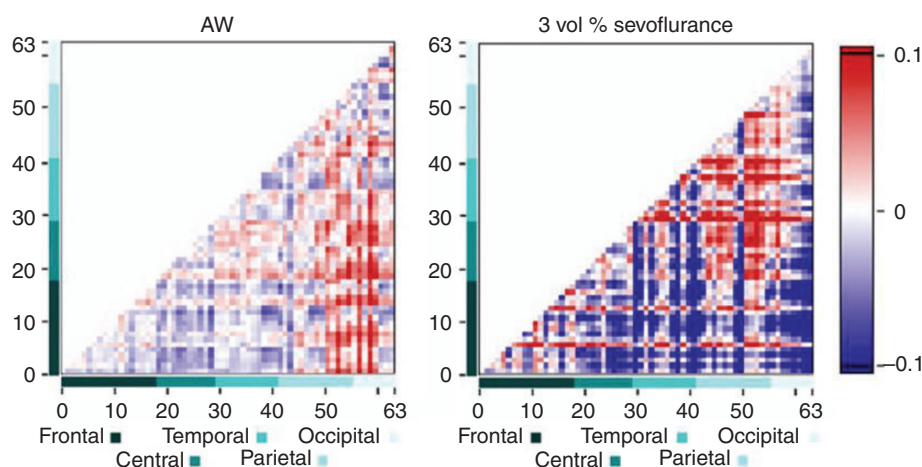 AW
3 vol % sevoflurance
63
50
40
30
20
10
0
0 10 20 30 40 50 63
Frontal Temporal Occipital
Central Parietal
63
50
40
30
20
10
0
0 10 20 30 40 50 63
Frontal Temporal Occipital
Central Parietal
0.1
0
–0.1